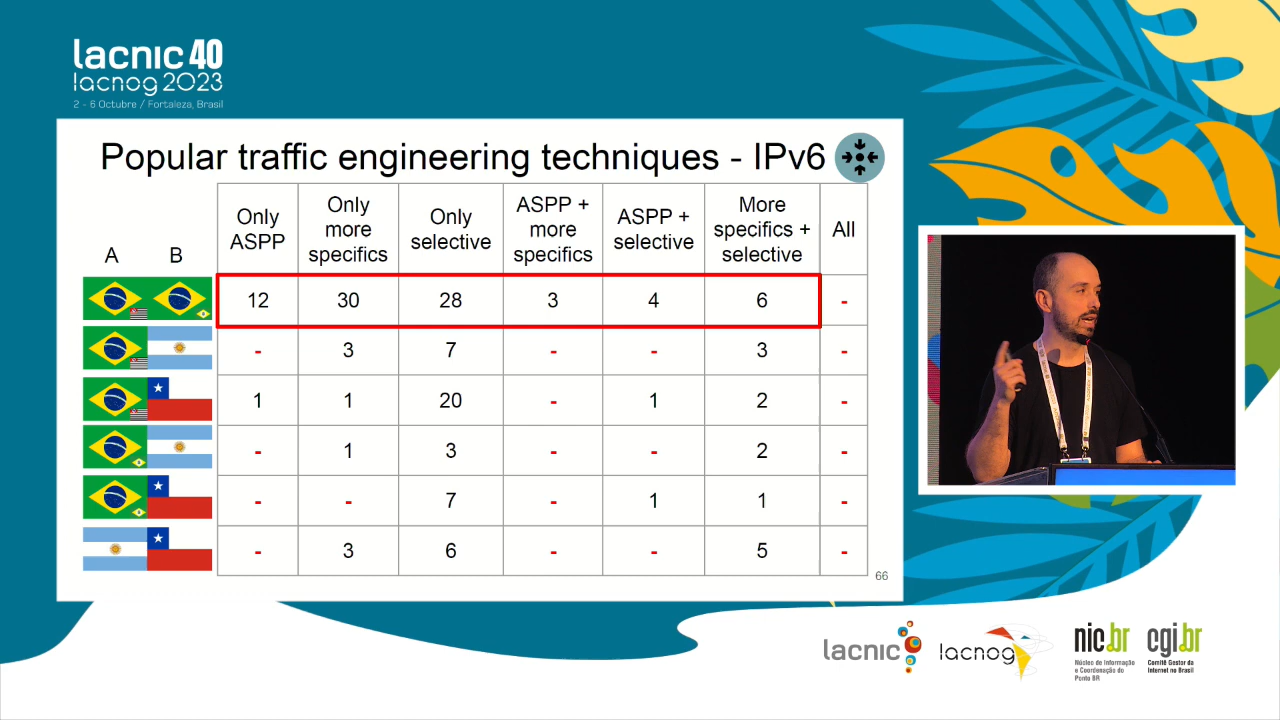 lacnic 40
lacnog 2023
2 - 6 Octubre / Fortaleza, Brasil
Popular traffic engineering techniques - IPv6
A B Only ASPP Only more specifics Only selective ASPP + more specifics ASPP + selective More specifics + selective All
12 30 28 3 4 6 -
- 3 7 - - 3 -
1 1 20 - 1 2 -
- 1 3 - - 2 -
- - 7 - 1 1 -
- 3 6 - - 5 -
66
lacnic
lacnog
nic.br
Núcleo de Informação
e Coordenação do
Ponto BR
cgi.br
Comitê Gestor da
Internet no Brasil